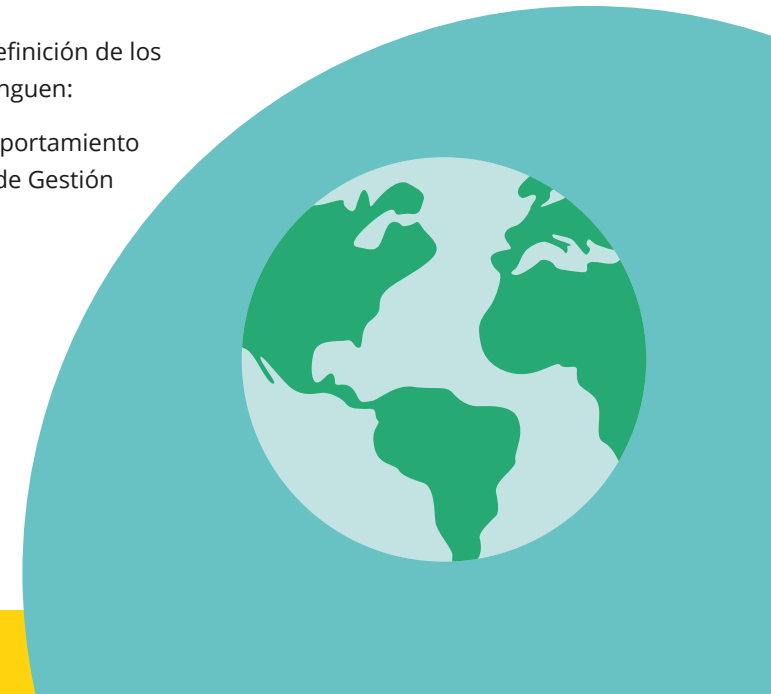 efinición de los
nguen:
portamiento
de Gestión